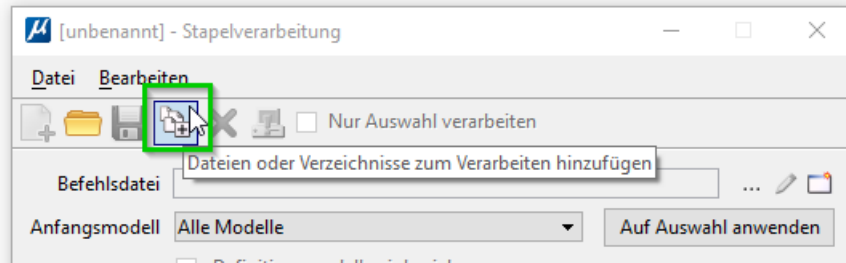 [unbenannt] - Stapelverarbeitung
Datei Bearbeiten
Nur Auswahl verarbeiten
Dateien oder Verzeichnisse zum Verarbeiten hinzufügen
Befehlsdatei ...
Anfangsmodell Alle Modelle Auf Auswahl anwenden